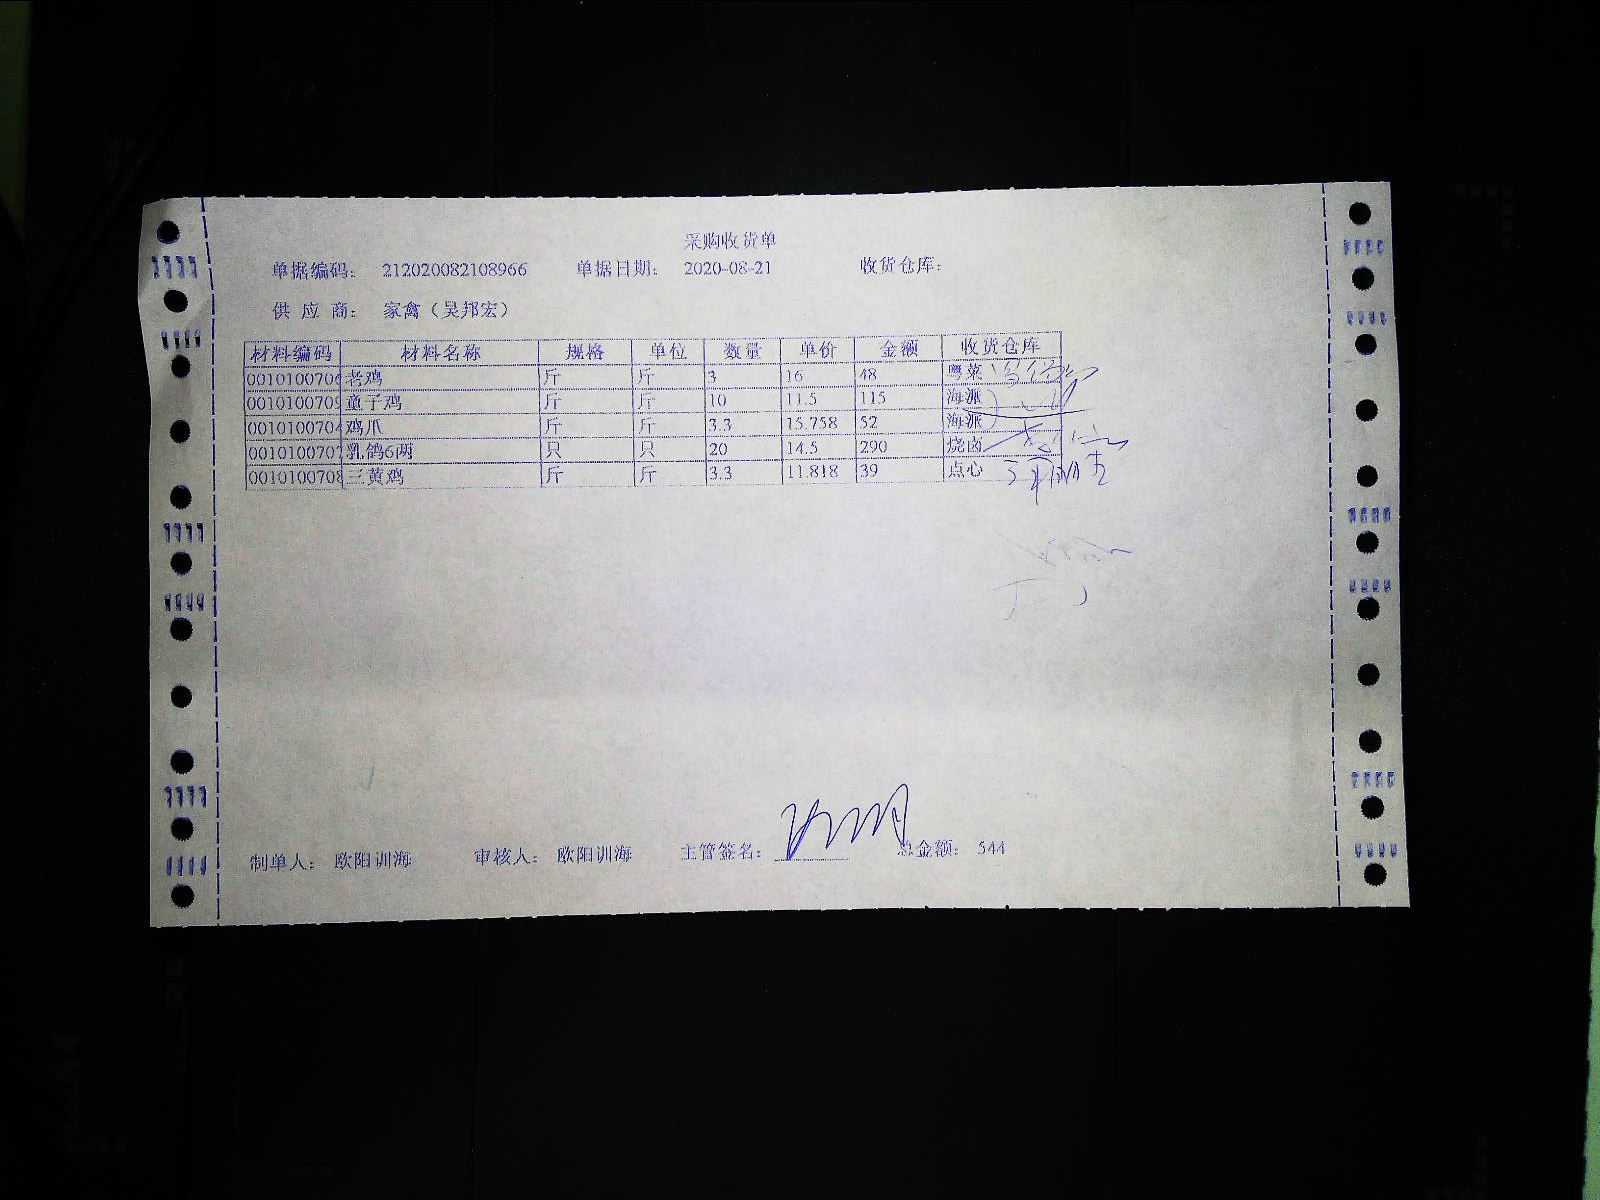 采购收货单
单据编码： 212020082108966 单据日期： 2020-08-21 收货仓库：
供 应 商： 家禽（吴邦宏）
材料编码 材料名称 规格 单位 数量 单价 金额 收货仓库
0010100706 老鸡 斤 斤 3 16 48 粤菜
0010100709 童子鸡 斤 斤 10 11.5 115 海派
0010100704 鸡爪 斤 斤 3.3 15.758 52 海派
0010100707 乳鸽6两 只 只 20 14.5 290 烧卤
0010100708 三黄鸡 斤 斤 3.3 11.818 39 点心
制单人： 欧阳训海 审核人： 欧阳训海 主管签名： 总金额： 544